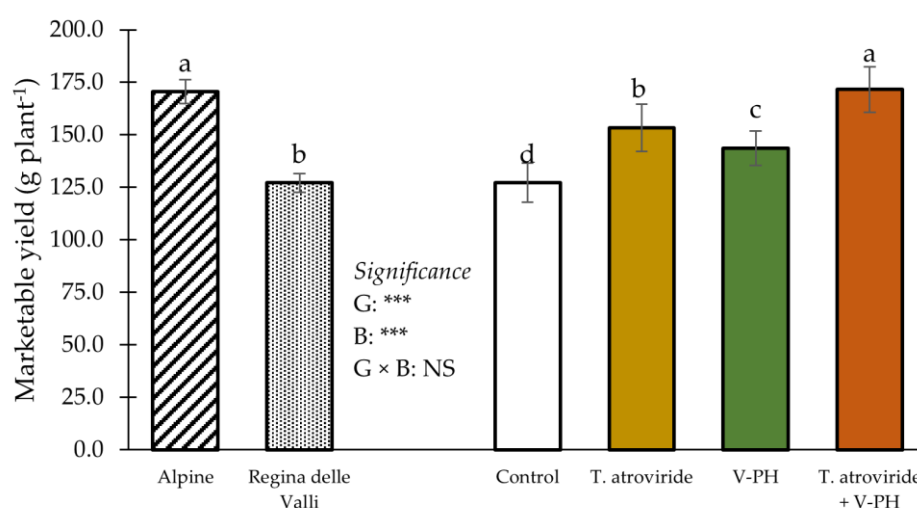 Marketable yield (g plant⁻¹)
200.0
175.0
150.0
125.0
100.0
75.0
50.0
25.0
0.0
a
b
d
b
c
a
Significance
G: ***
B: ***
G × B: NS
Alpine
Regina delle
Valli
Control
T. atroviride
V-PH
T. atroviride
+ V-PH